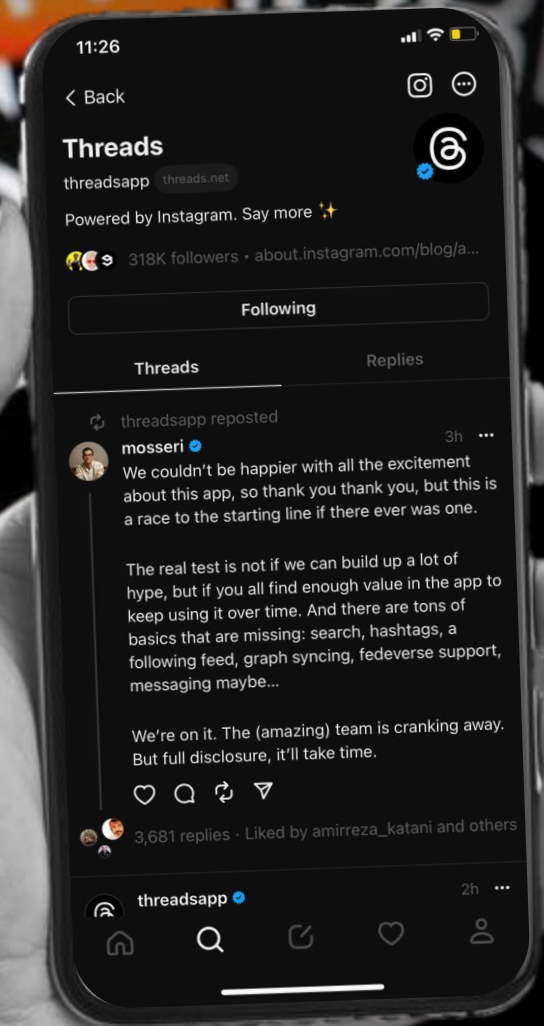 11:26
Back
Threads
threadsapp threads.net
Powered by Instagram. Say more ✨
318K followers • about.instagram.com/blog/a...
Following
Threads Replies
threadsapp reposted
mosseri 3h
We couldn't be happier with all the excitement
about this app, so thank you thank you, but this is
a race to the starting line if there ever was one.
The real test is not if we can build up a lot of
hype, but if you all find enough value in the app to
keep using it over time. And there are tons of
basics that are missing: search, hashtags, a
following feed, graph syncing, fedeverse support,
messaging maybe...
We're on it. The (amazing) team is cranking away.
But full disclosure, it'll take time.
3,681 replies · Liked by amirreza_katani and others
threadsapp 2h